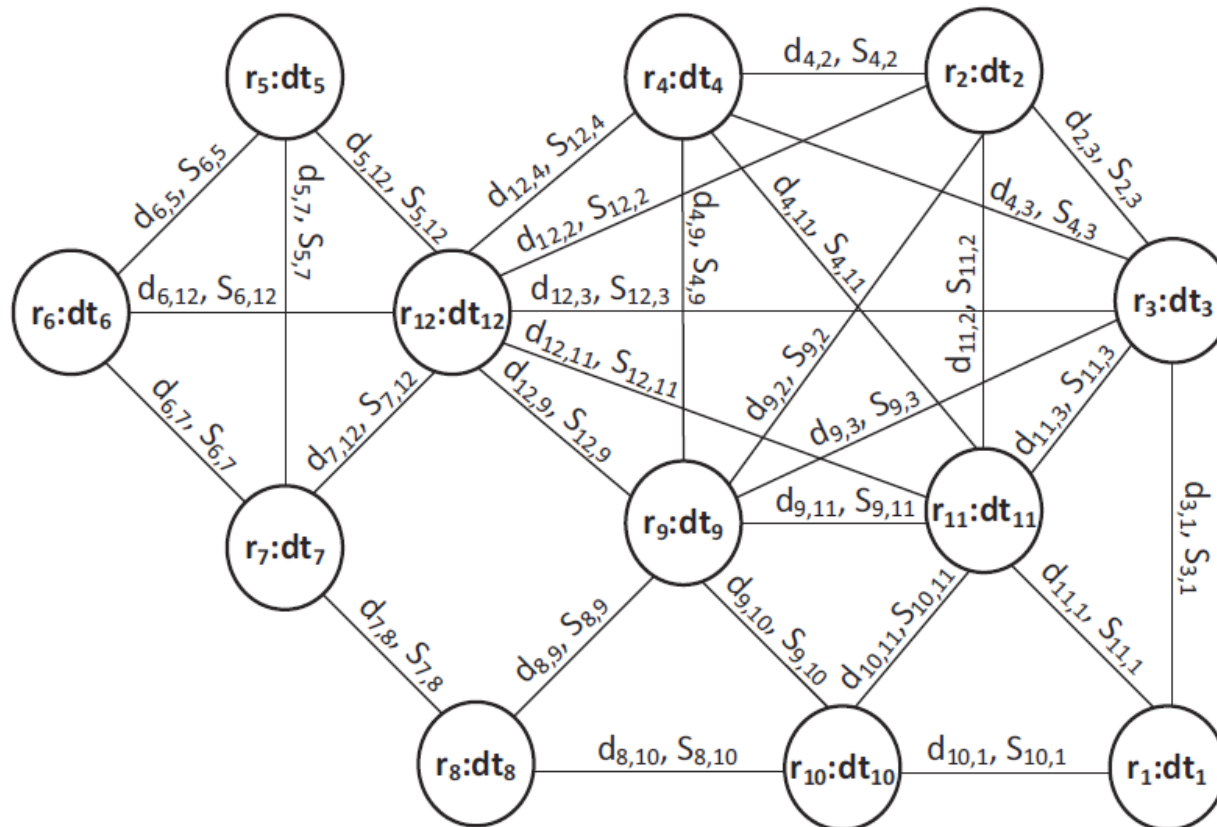 r₅:dt₅
r₄:dt₄
d₄,₂, S₄,₂
r₂:dt₂
d₆,₅, S₆,₅
d₅,₇, S₅,₇
d₅,₁₂, S₅,₁₂
d₁₂,₄, S₁₂,₄
d₁₂,₂, S₁₂,₂
d₄,₉, S₄,₉
d₄,₁₁, S₄,₁₁
d₁₁,₂, S₁₁,₂
d₄,₃, S₄,₃
d₂,₃, S₂,₃
r₆:dt₆
d₆,₁₂, S₆,₁₂
r₁₂:dt₁₂
d₁₂,₃, S₁₂,₃
r₃:dt₃
d₆,₇, S₆,₇
d₇,₁₂, S₇,₁₂
d₁₂,₉, S₁₂,₉
d₁₂,₁₁, S₁₂,₁₁
d₉,₂, S₉,₂
d₉,₃, S₉,₃
d₁₁,₃, S₁₁,₃
r₇:dt₇
r₉:dt₉
d₉,₁₁, S₉,₁₁
r₁₁:dt₁₁
d₃,₁, S₃,₁
d₇,₈, S₇,₈
d₈,₉, S₈,₉
d₉,₁₀, S₉,₁₀
d₁₀,₁₁, S₁₀,₁₁
d₁₁,₁, S₁₁,₁
r₈:dt₈
d₈,₁₀, S₈,₁₀
r₁₀:dt₁₀
d₁₀,₁, S₁₀,₁
r₁:dt₁